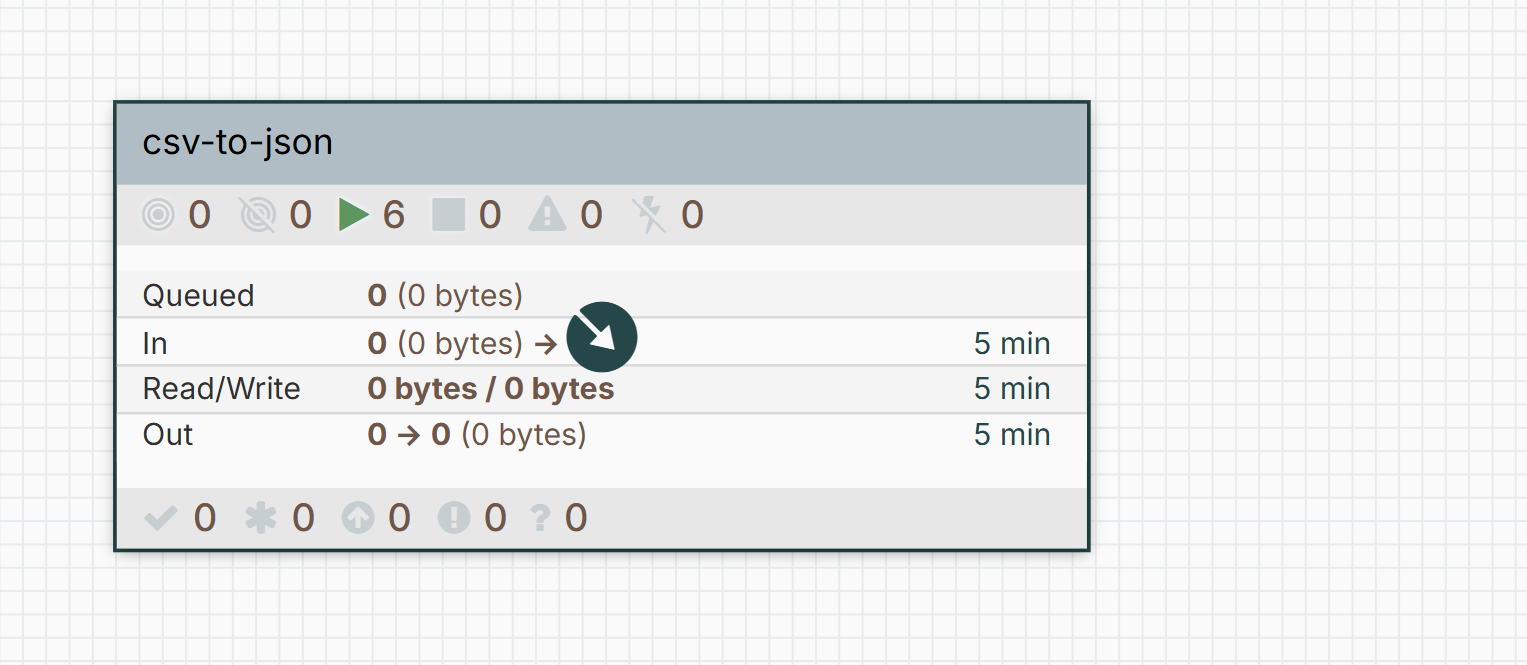 csv-to-json
0 0 6 0 0 0
Queued 0 (0 bytes)
In 0 (0 bytes) → 5 min
Read/Write 0 bytes / 0 bytes 5 min
Out 0 → 0 (0 bytes) 5 min
0 0 0 0 ? 0